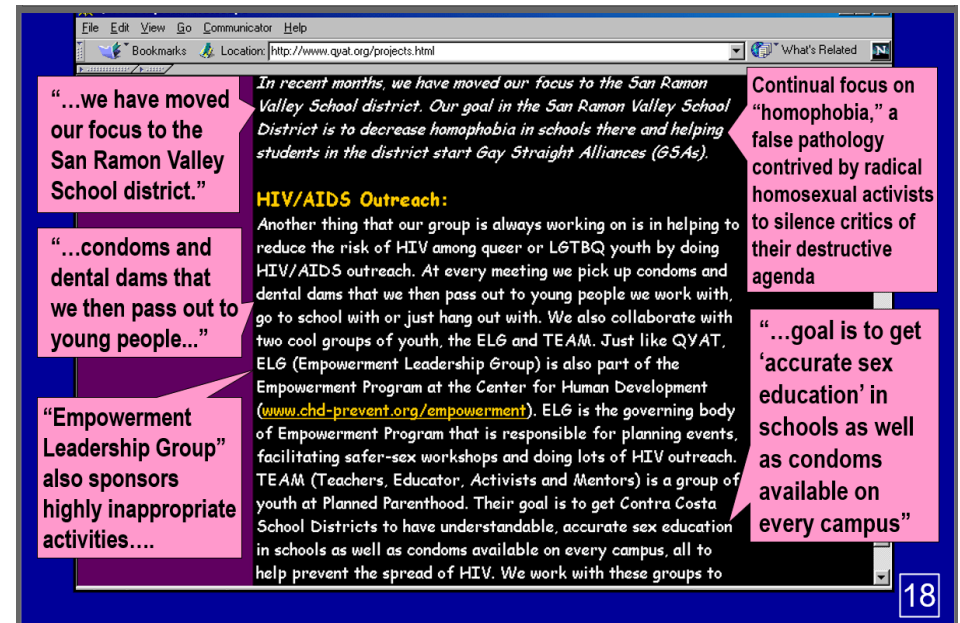 File Edit View Go Communicator Help
Bookmarks Location: http://www.qyat.org/projects.html What's Related N
In recent months, we have moved our focus to the San Ramon
Valley School district. Our goal in the San Ramon Valley School
District is to decrease homophobia in schools there and helping
students in the district start Gay Straight Alliances (GSAs).
HIV/AIDS Outreach:
Another thing that our group is always working on is in helping to
reduce the risk of HIV among queer or LGTBQ youth by doing
HIV/AIDS outreach. At every meeting we pick up condoms and
dental dams that we then pass out to young people we work with,
go to school with or just hang out with. We also collaborate with
two cool groups of youth, the ELG and TEAM. Just like QYAT,
ELG (Empowerment Leadership Group) is also part of the
Empowerment Program at the Center for Human Development
(www.chd-prevent.org/empowerment). ELG is the governing body
of Empowerment Program that is responsible for planning events,
facilitating safer-sex workshops and doing lots of HIV outreach.
TEAM (Teachers, Educator, Activists and Mentors) is a group of
youth at Planned Parenthood. Their goal is to get Contra Costa
School Districts to have understandable, accurate sex education
in schools as well as condoms available on every campus, all to
help prevent the spread of HIV. We work with these groups to
“…we have moved
our focus to the
San Ramon Valley
School district.”
“…condoms and
dental dams that
we then pass out to
young people...”
“Empowerment
Leadership Group”
also sponsors
highly inappropriate
activities….
Continual focus on
“homophobia,” a
false pathology
contrived by radical
homosexual activists
to silence critics of
their destructive
agenda
“…goal is to get
‘accurate sex
education’ in
schools as well
as condoms
available on
every campus”
18